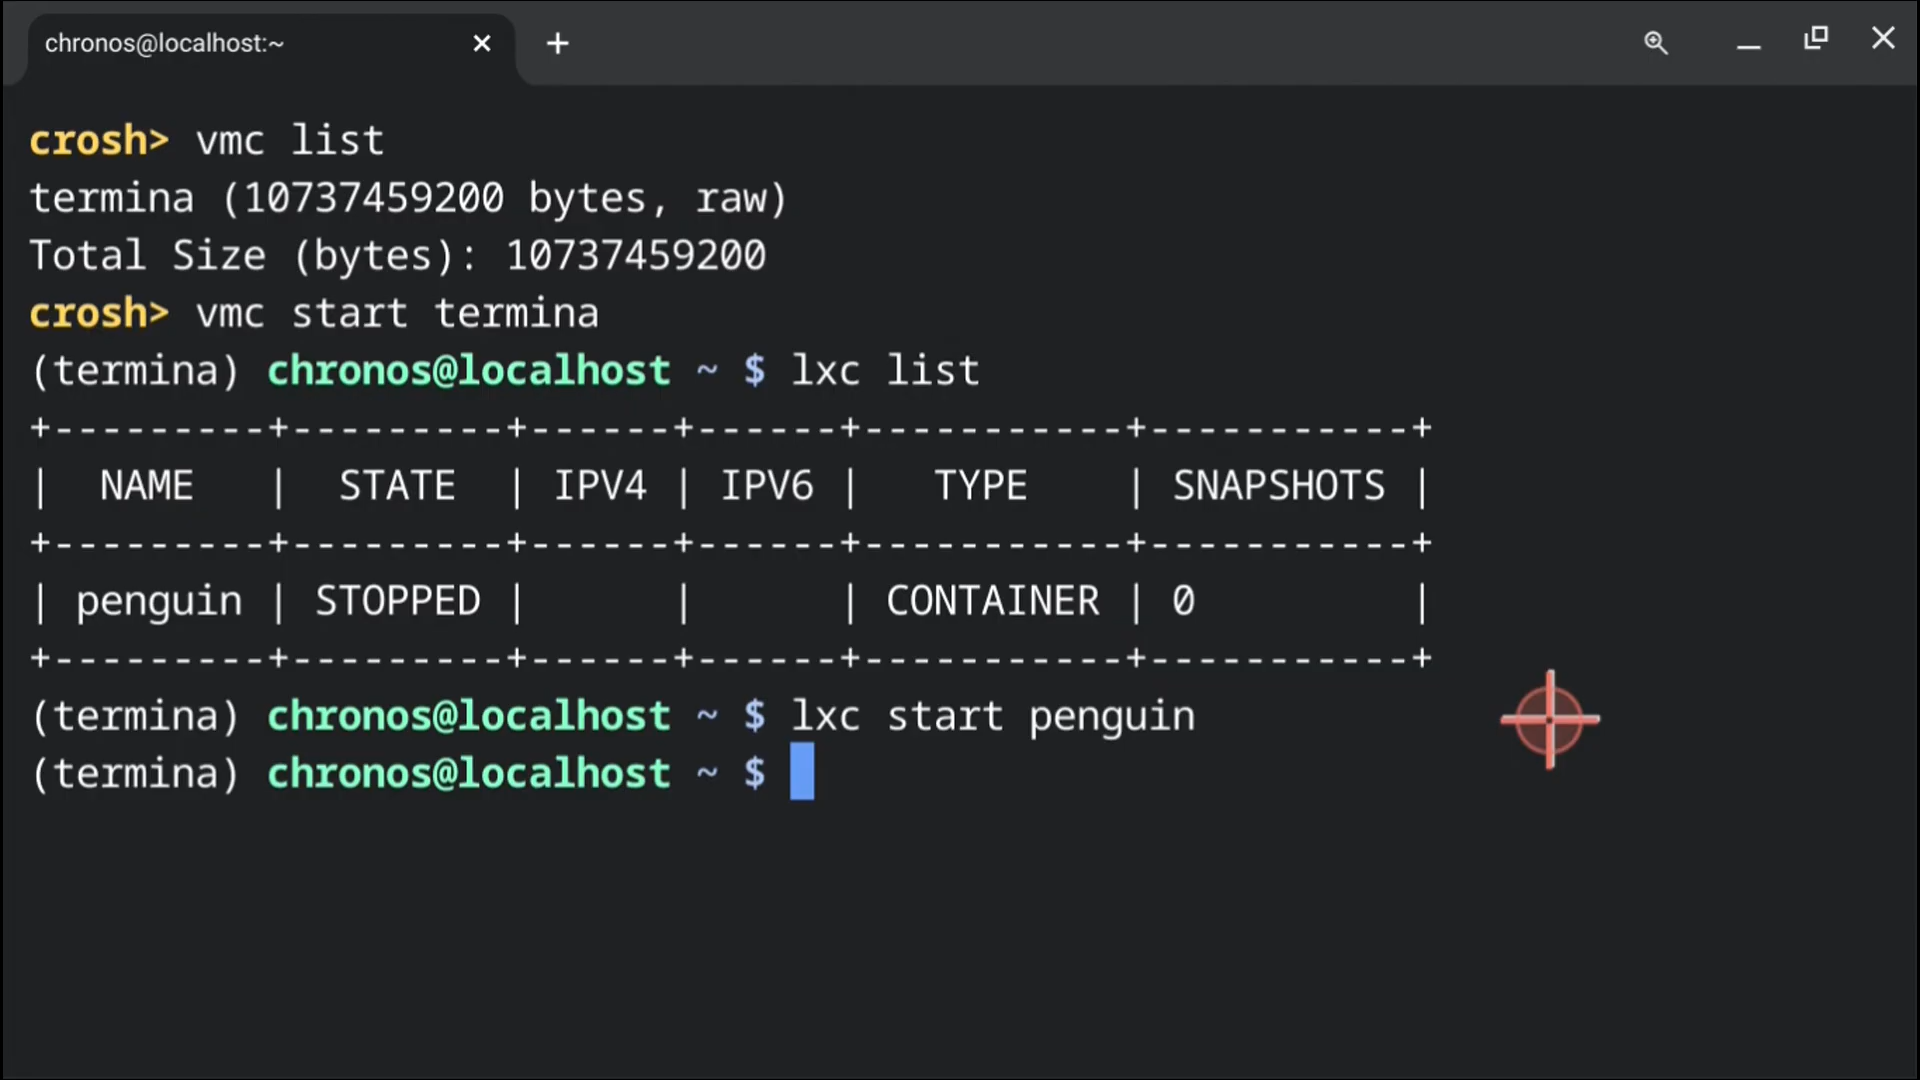 chronos@localhost:~
crosh> vmc list
termina (10737459200 bytes, raw)
Total Size (bytes): 10737459200
crosh> vmc start termina
(termina) chronos@localhost ~ $ lxc list
+---------+---------+------+------+-----------+-----------+
|  NAME   |  STATE  | IPV4 | IPV6 |   TYPE    | SNAPSHOTS |
+---------+---------+------+------+-----------+-----------+
| penguin | STOPPED |      |      | CONTAINER | 0         |
+---------+---------+------+------+-----------+-----------+
(termina) chronos@localhost ~ $ lxc start penguin
(termina) chronos@localhost ~ $